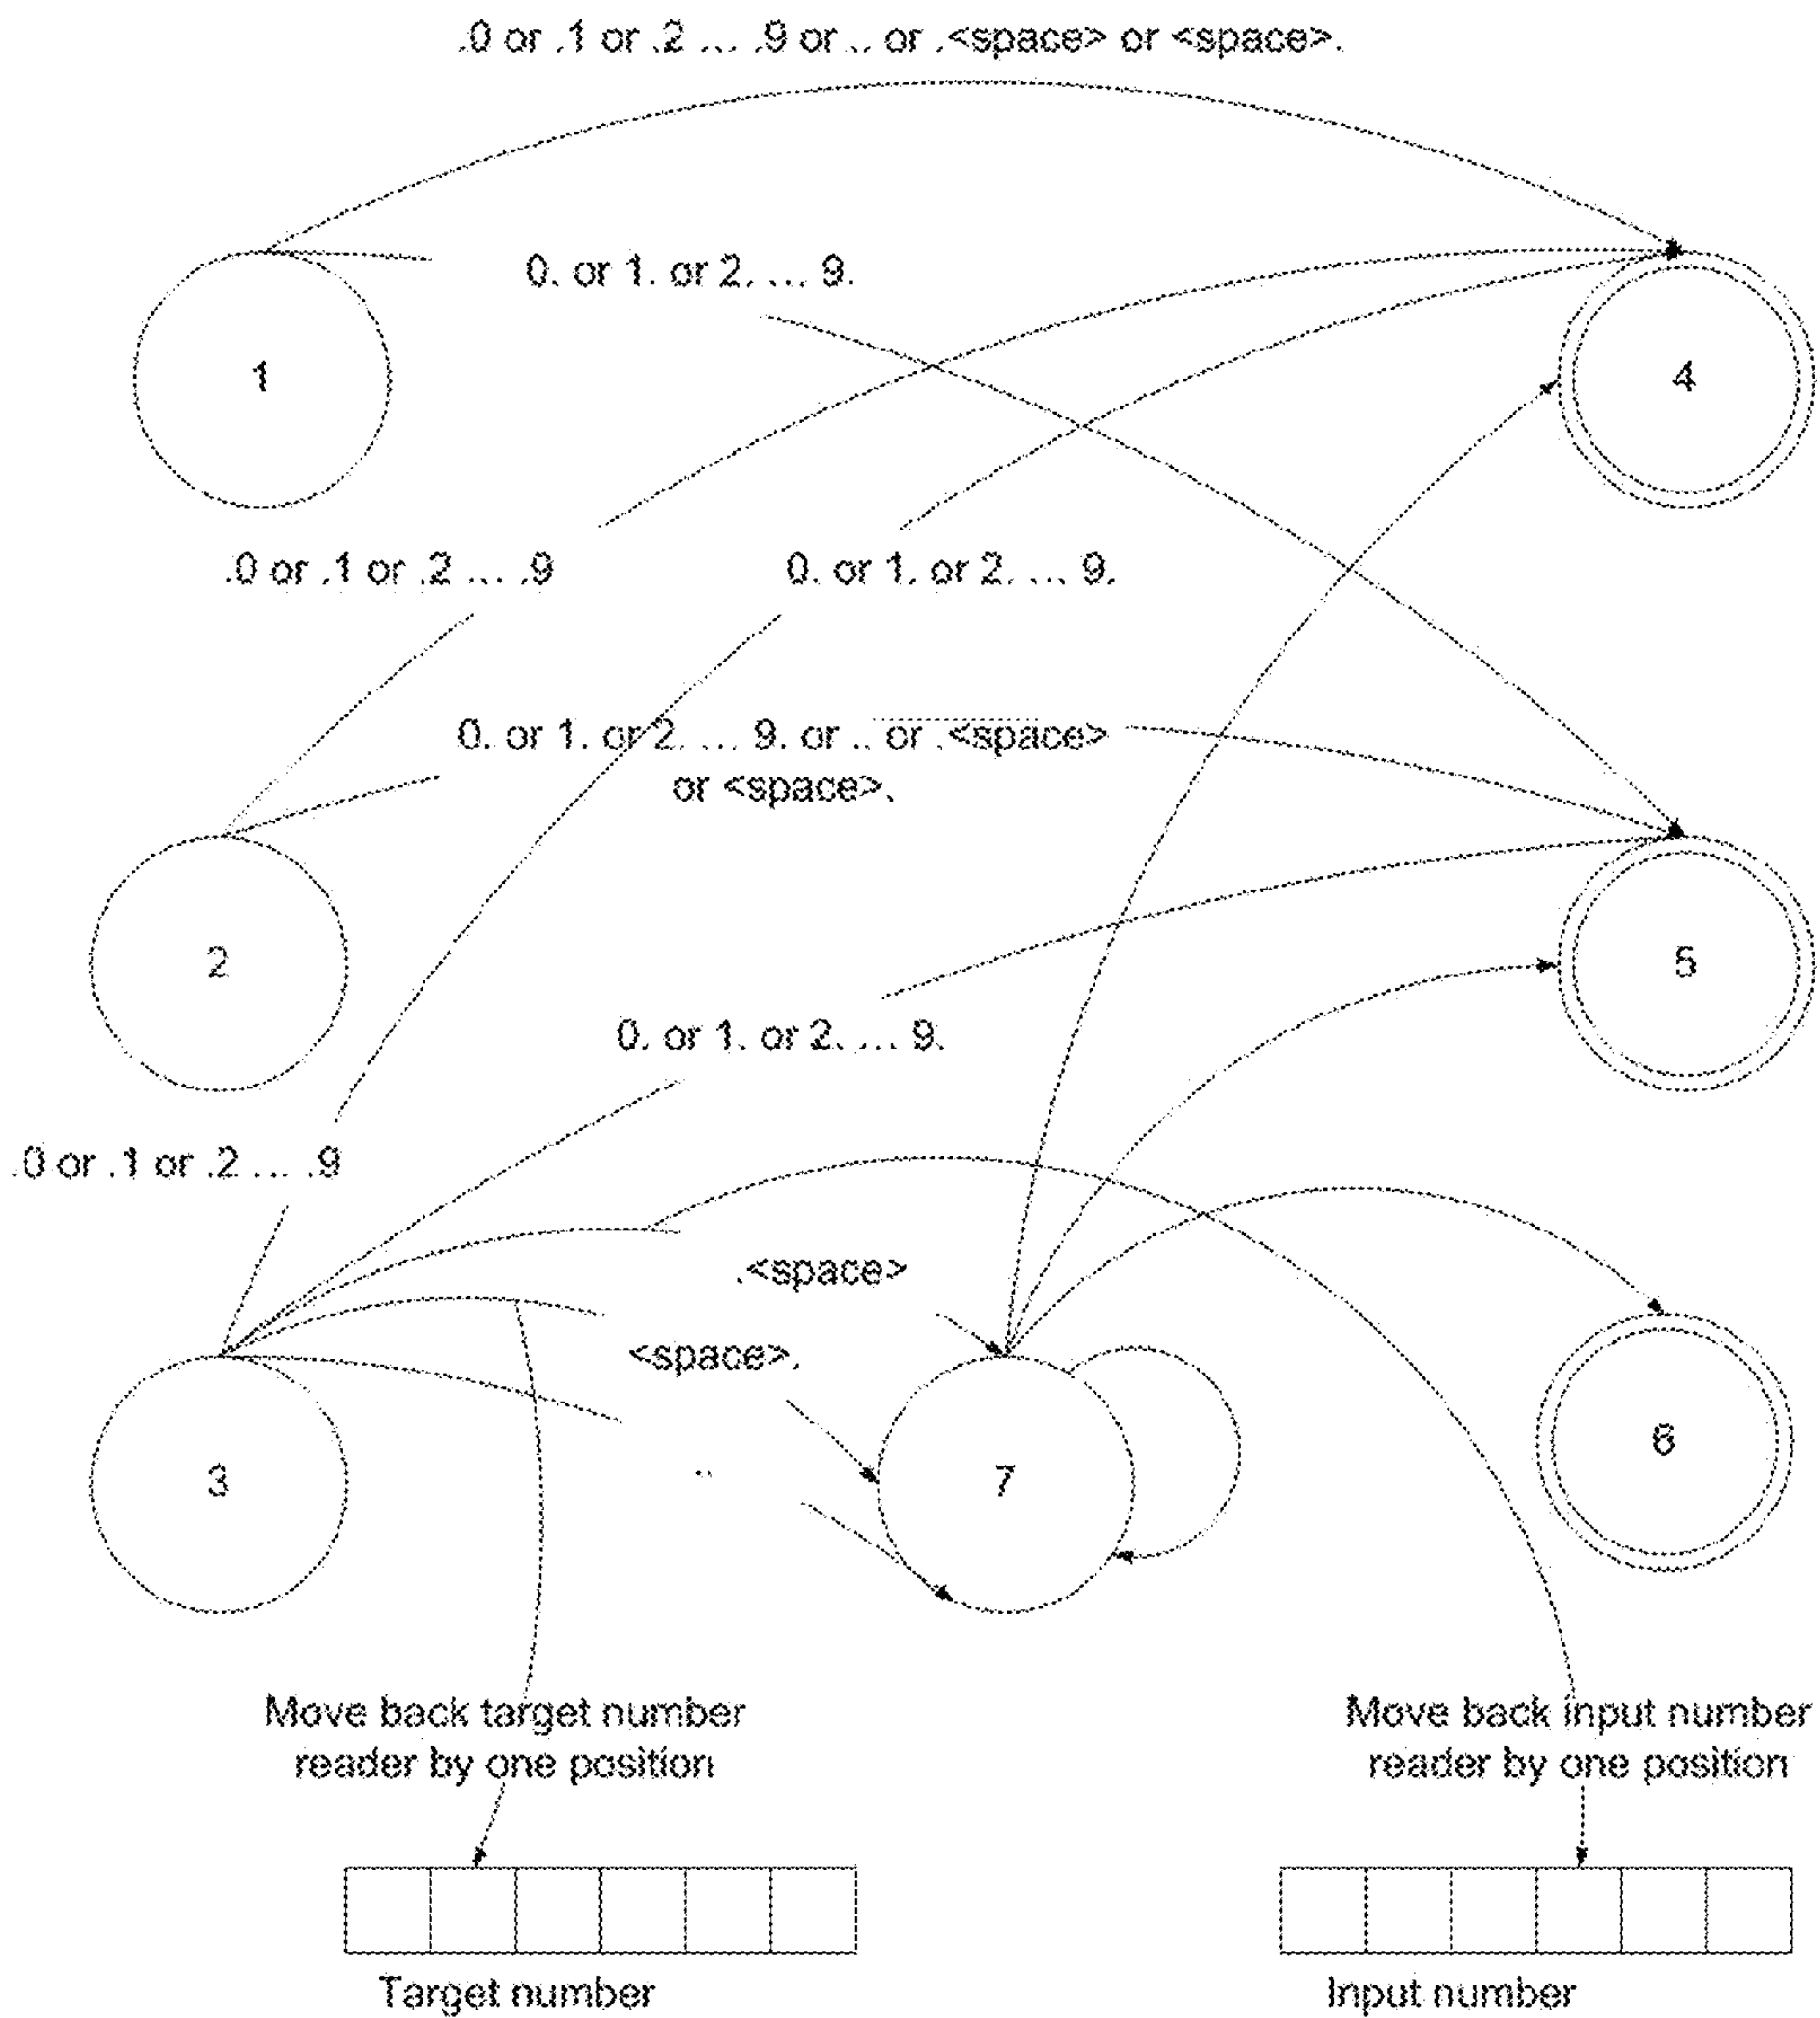 .0 or .1 or .2 ... .9 or .. or .<space> or <space>.
0. or 1. or 2. ... 9.
1
4
.0 or .1 or .2 ... .9
0. or 1. or 2. ... 9.
0. or 1. or 2. ... 9. or .. or .<space>
or <space>.
2
5
0. or 1. or 2. ... 9.
.0 or .1 or .2 ... .9
.<space>
<space>.
3
..
7
6
Move back target number
reader by one position
Move back input number
reader by one position
Target number
Input number